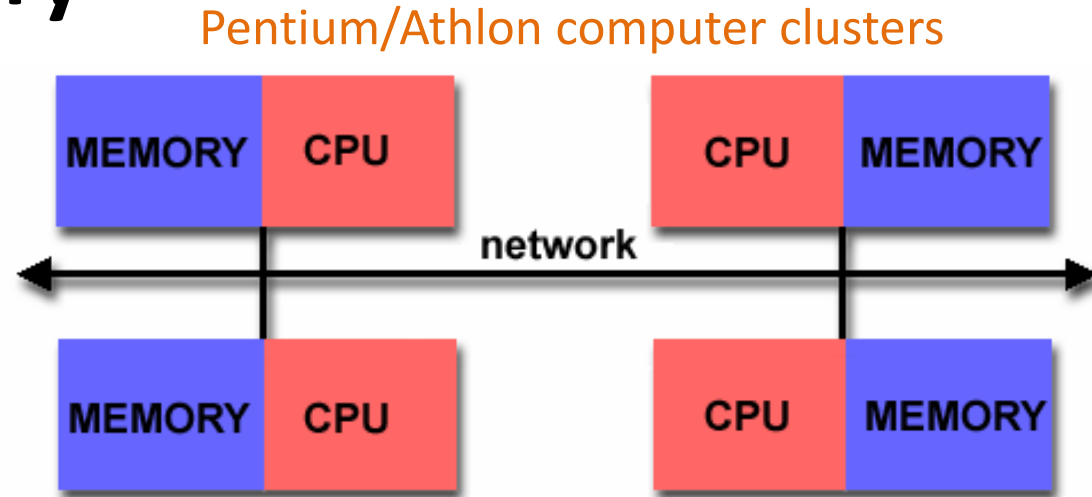 Pentium/Athlon computer clusters
MEMORY CPU CPU MEMORY
network
MEMORY CPU CPU MEMORY